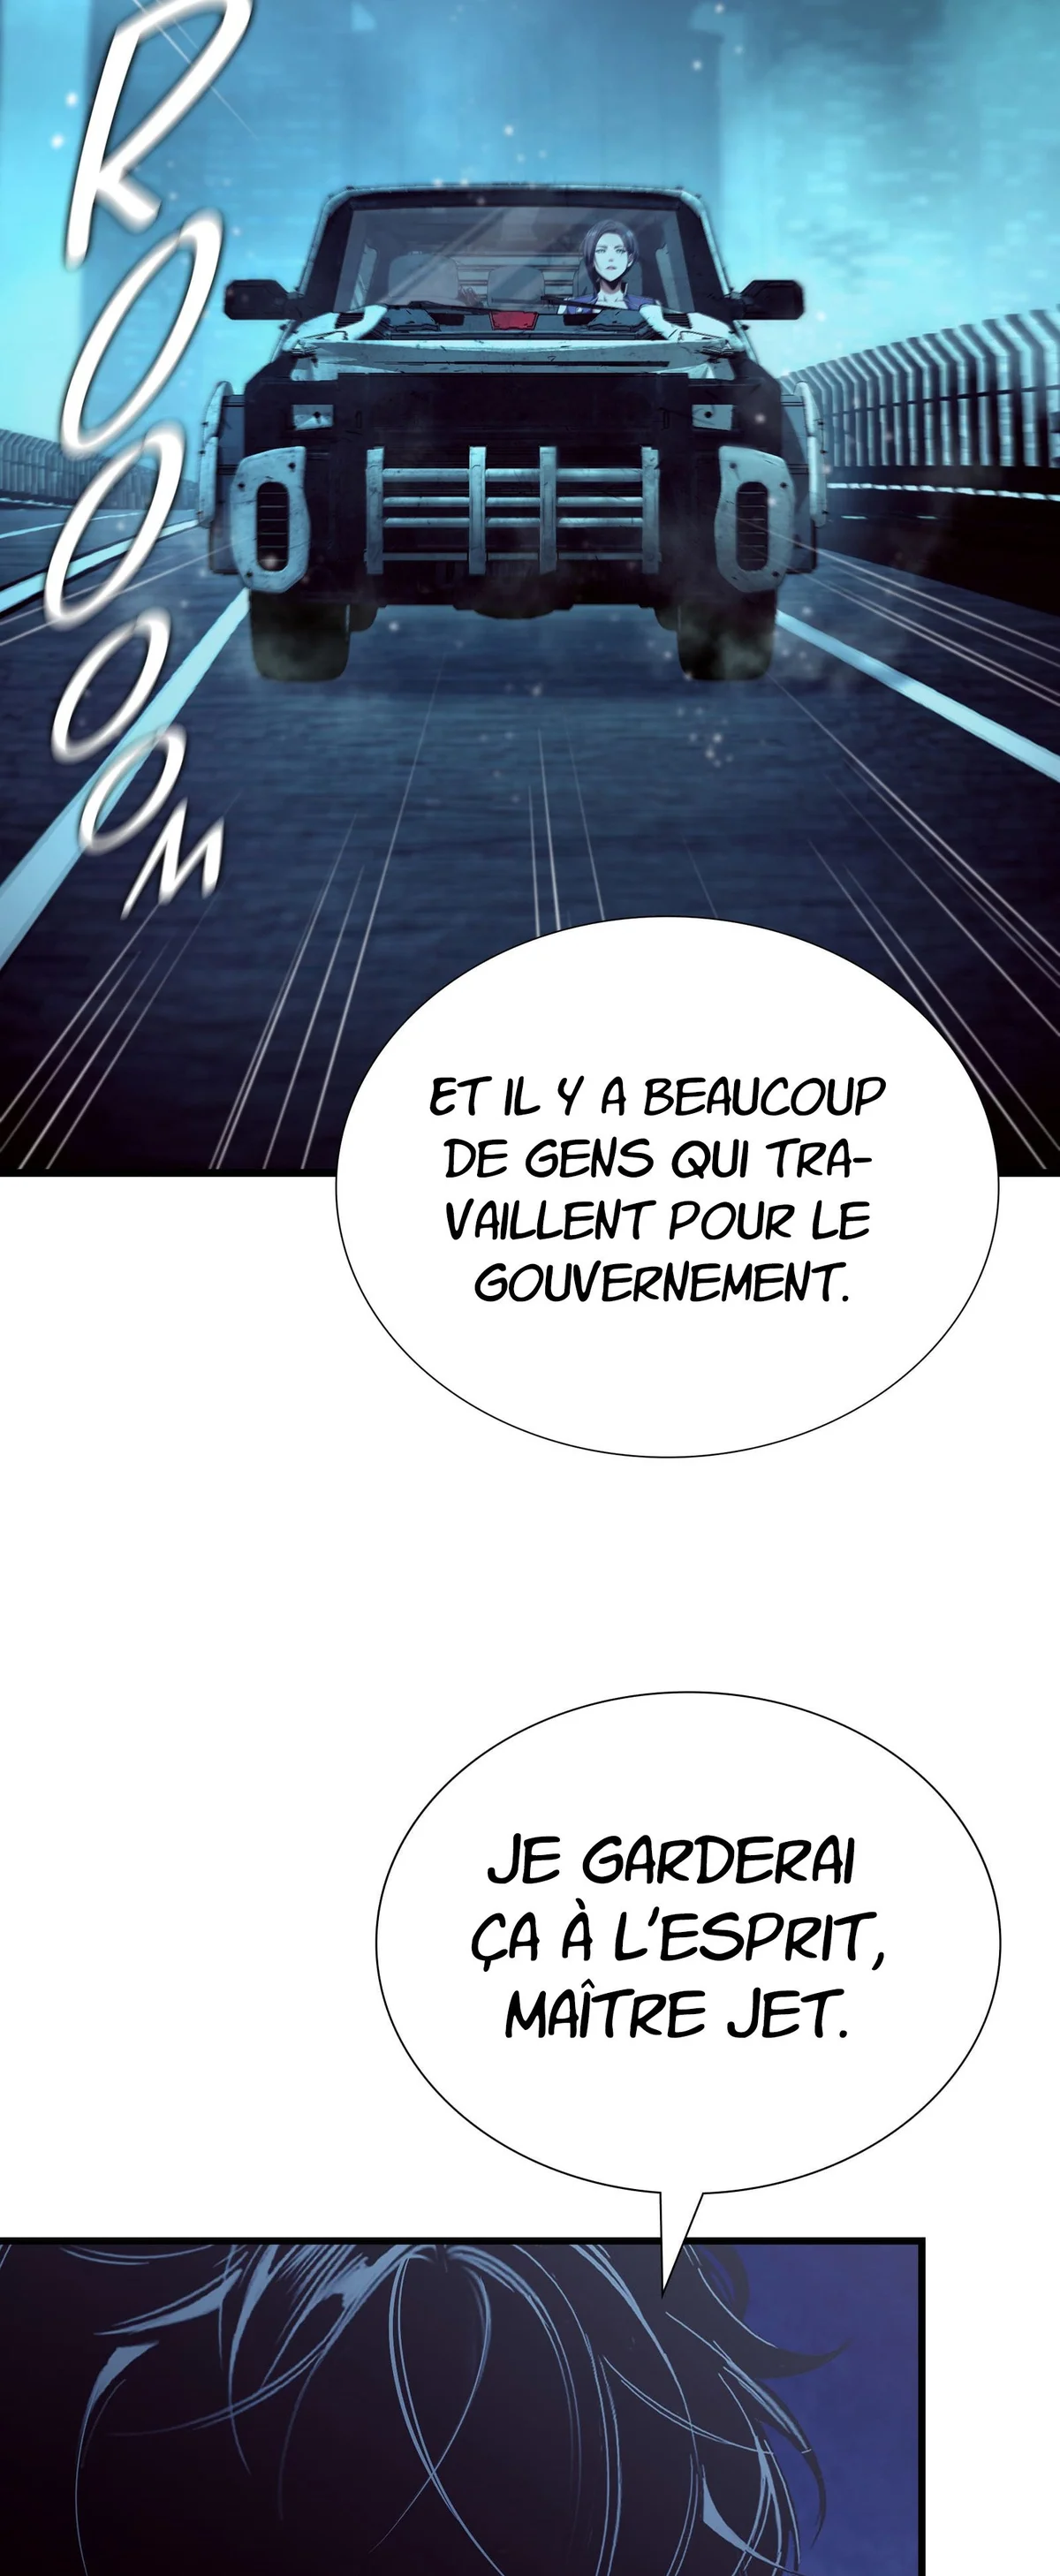 ROOOOOM
ET IL Y A BEAUCOUP
DE GENS QUI TRA-
VAILLENT POUR LE
GOUVERNEMENT.
JE GARDERAI
ÇA À L'ESPRIT,
MAÎTRE JET.